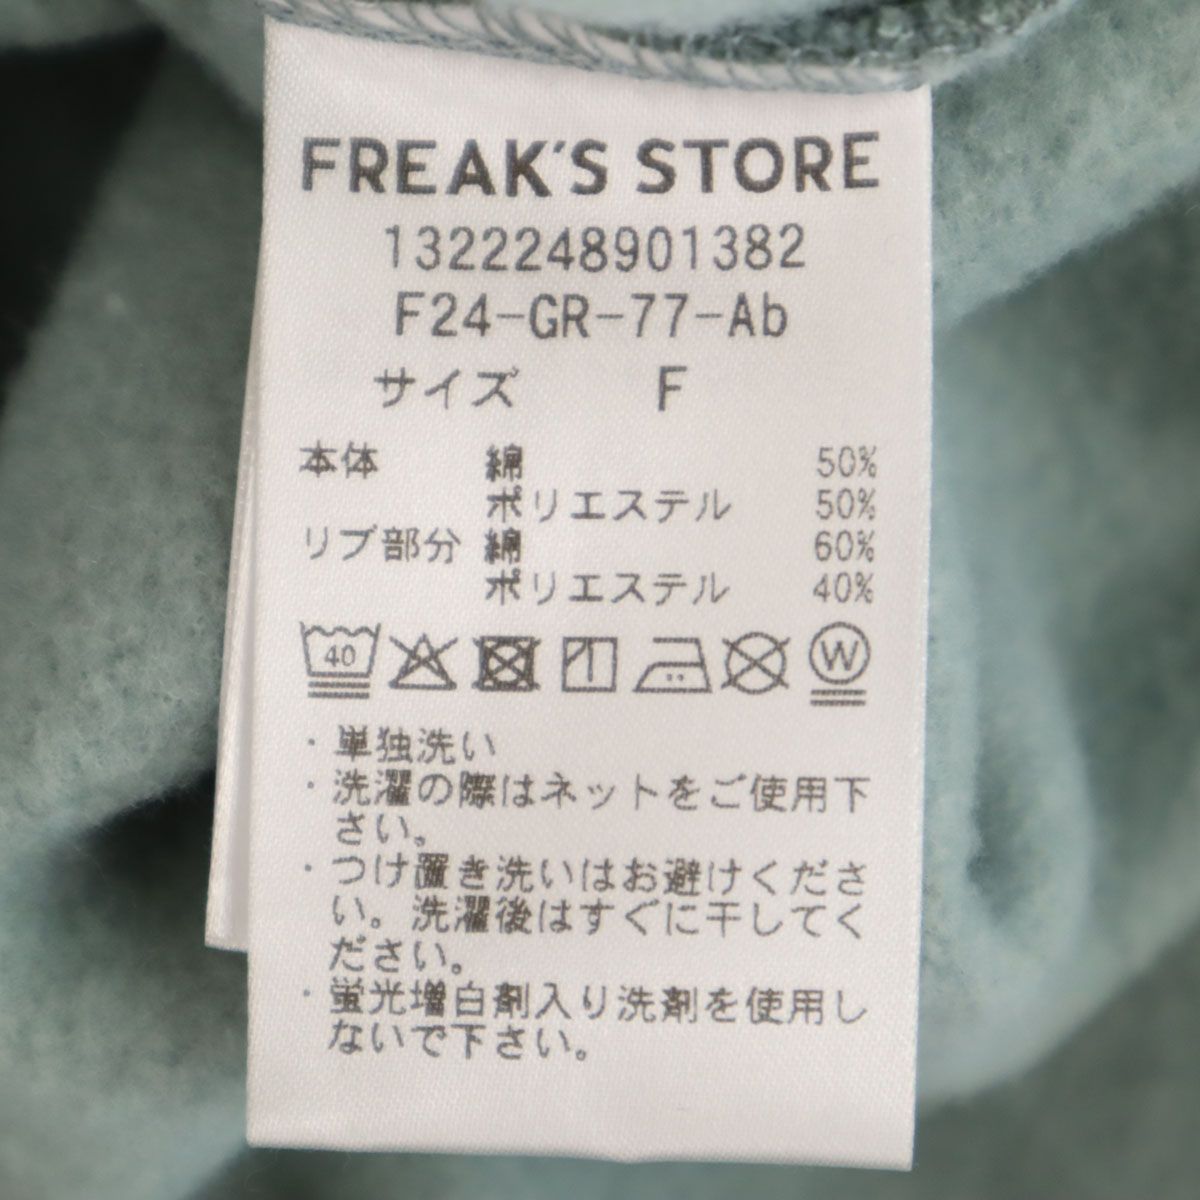 FREAK'S STORE
1322248901382
F24-GR-77-Ab
サイズ F
本体 綿 50%
ポリエステル 50%
リブ部分 綿 60%
ポリエステル 40%
40 W
・単独洗い
・洗濯の際はネットをご使用下
さい。
・つけ置き洗いはお避けくださ
い。洗濯後はすぐに干してく
ださい。
・蛍光増白剤入り洗剤を使用し
ないで下さい。